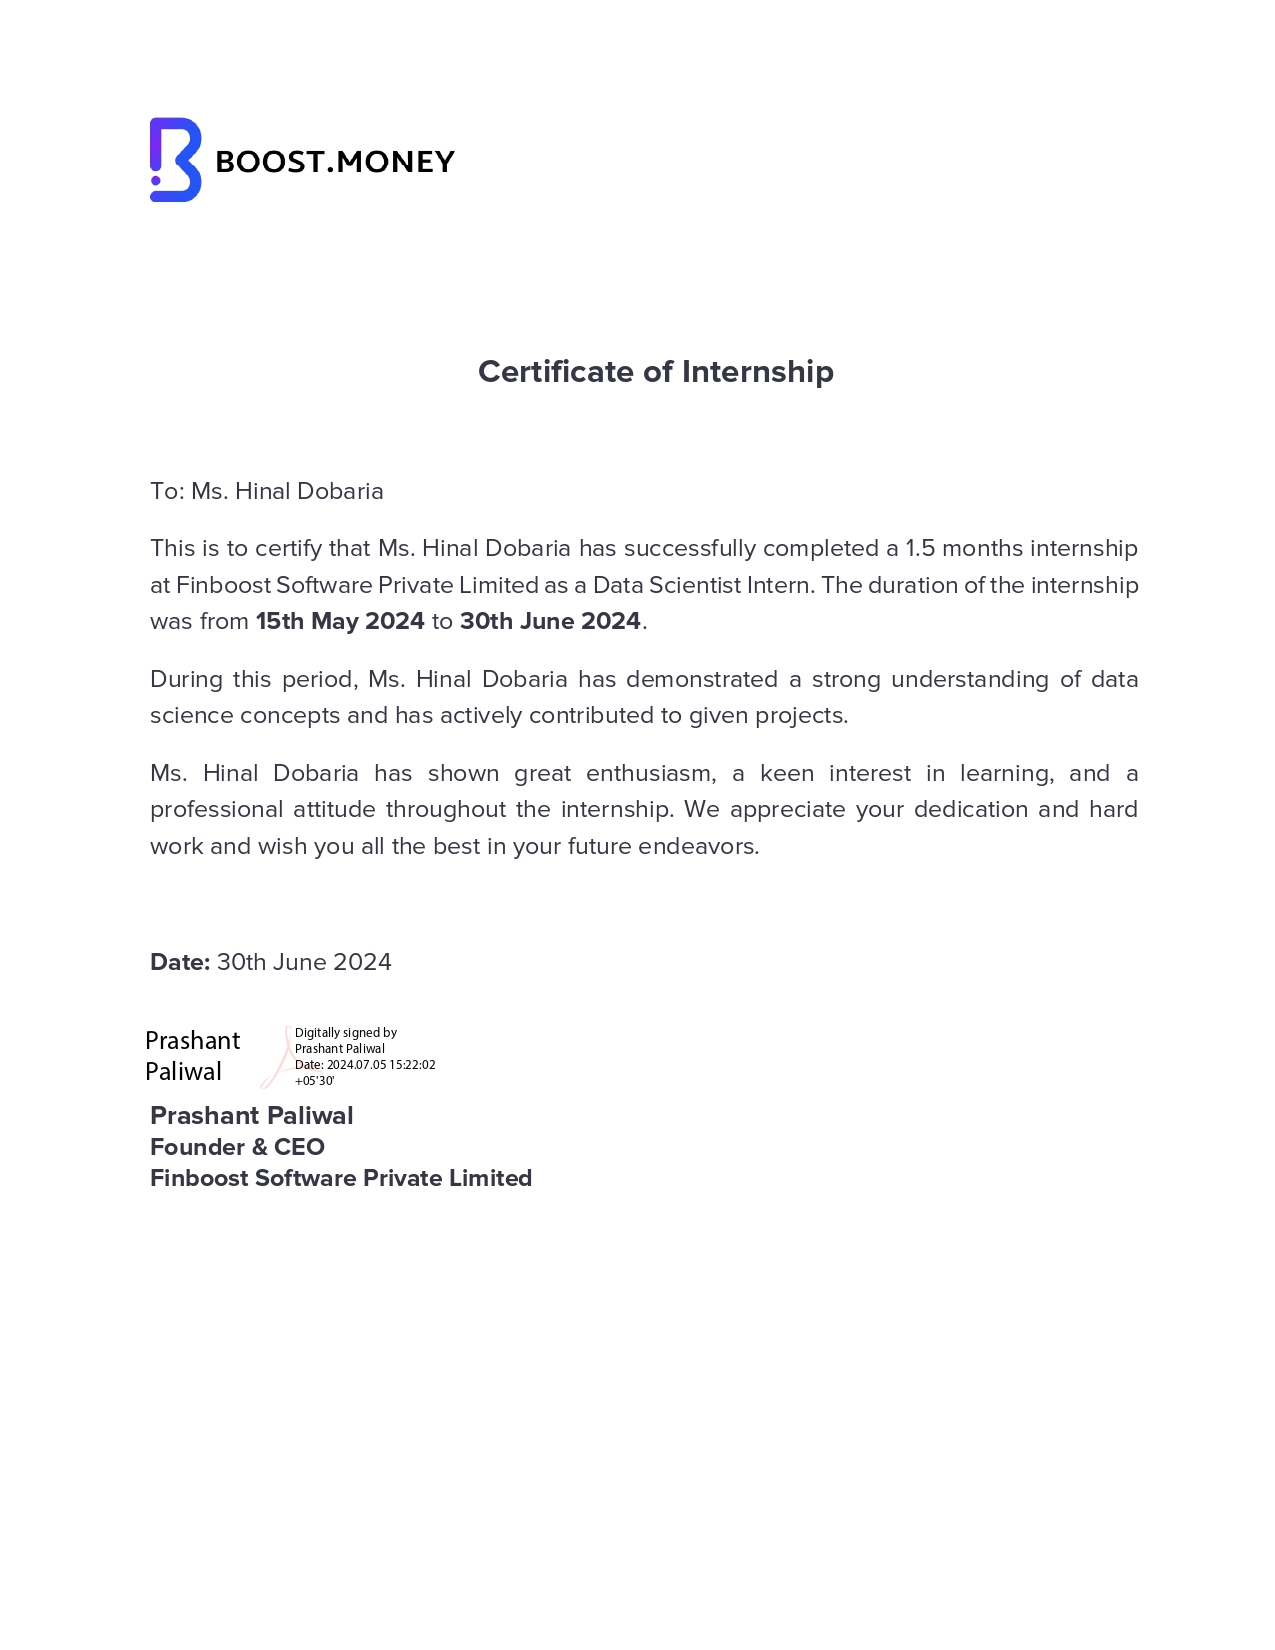 BOOST.MONEY
Certificate of Internship
To: Ms. Hinal Dobaria
This is to certify that Ms. Hinal Dobaria has successfully completed a 1.5 months internship
at Finboost Software Private Limited as a Data Scientist Intern. The duration of the internship
was from 15th May 2024 to 30th June 2024.
During this period, Ms. Hinal Dobaria has demonstrated a strong understanding of data
science concepts and has actively contributed to given projects.
Ms. Hinal Dobaria has shown great enthusiasm, a keen interest in learning, and a
professional attitude throughout the internship. We appreciate your dedication and hard
work and wish you all the best in your future endeavors.
Date: 30th June 2024
Prashant
Paliwal
Digitally signed by
Prashant Paliwal
Date: 2024.07.05 15:22:02
+05'30'
Prashant Paliwal
Founder & CEO
Finboost Software Private Limited